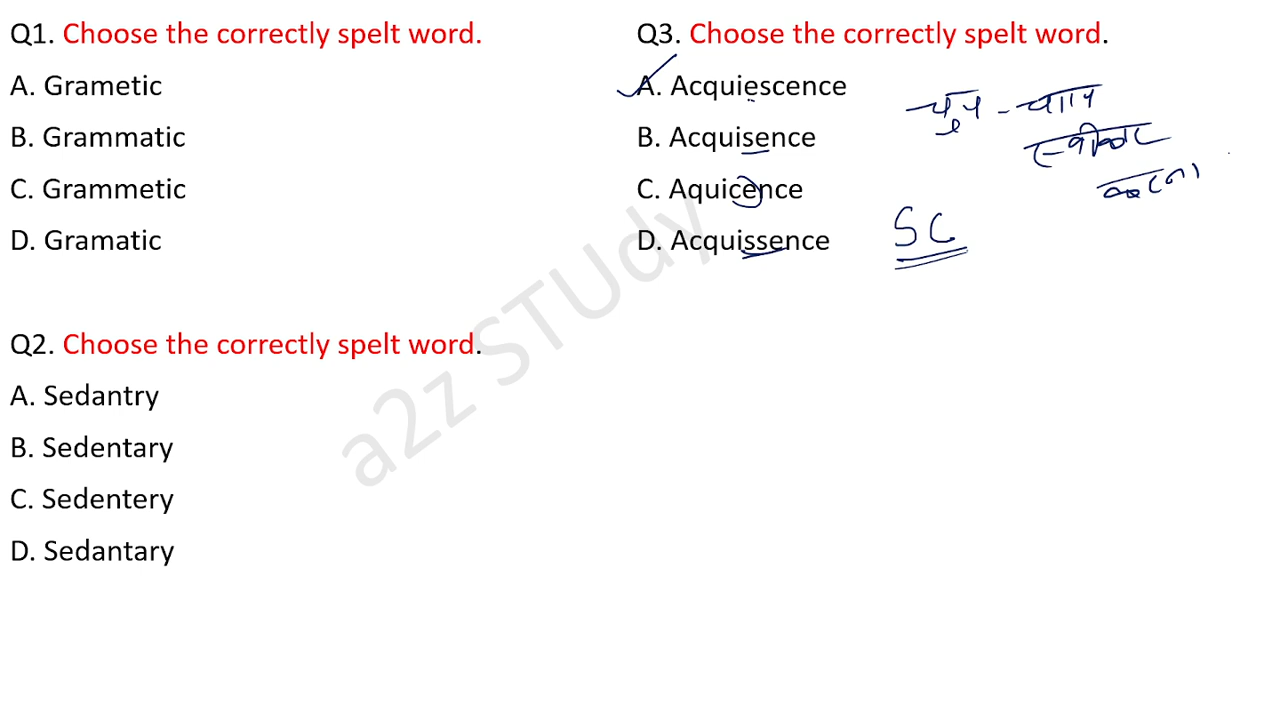 Q1. Choose the correctly spelt word.
A. Grametic
B. Grammatic
C. Grammetic
D. Gramatic
Q2. Choose the correctly spelt word.
A. Sedantry
B. Sedentary
C. Sedentery
D. Sedantary
Q3. Choose the correctly spelt word.
A. Acquiescence
B. Acquisence
C. Aquicence
D. Acquissence
चुप - चाप
स्वीकार
करना
SC
a2z STUdy